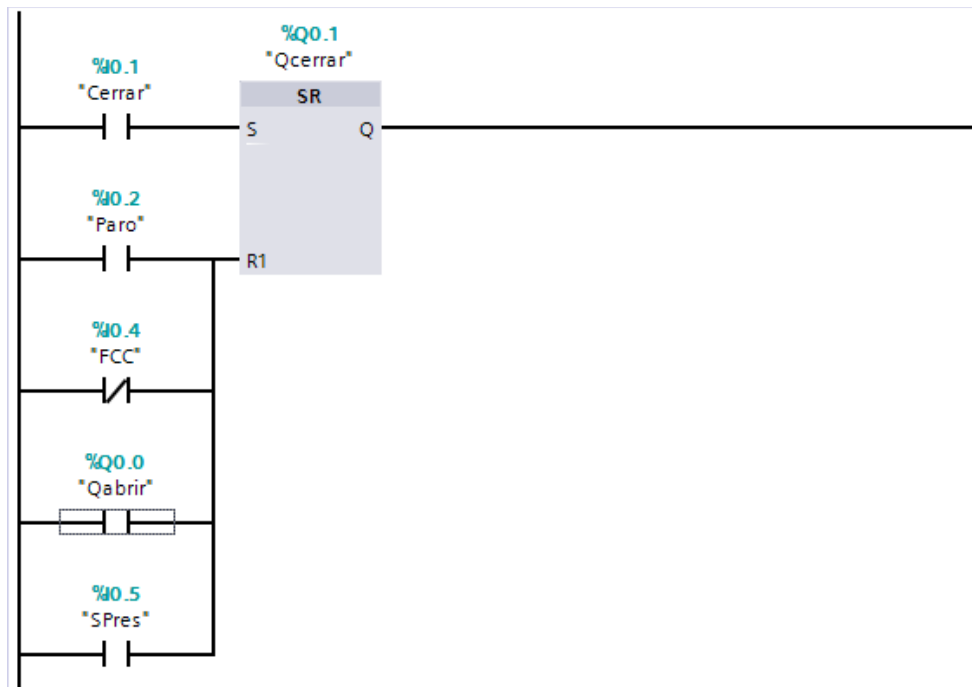 %Q0.1
"Qcerrar"
%I0.1
"Cerrar"
SR
S
Q
%I0.2
"Paro"
R1
%I0.4
"FCC"
%Q0.0
"Qabrir"
%I0.5
"SPres"